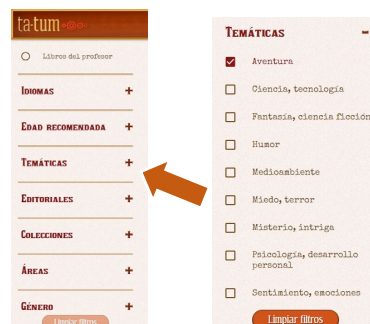 ta·tum
Libros del profesor
IDIOMAS +
EDAD RECOMENDADA +
TEMÁTICAS +
EDITORIALES +
COLECCIONES +
ÁREAS +
GÉNERO +
Limpiar filtros
TEMÁTICAS -
Aventura
Ciencia, tecnología
Fantasía, ciencia ficción
Humor
Medioambiente
Miedo, terror
Misterio, intriga
Psicología, desarrollo
personal
Sentimiento, emociones
Limpiar filtros